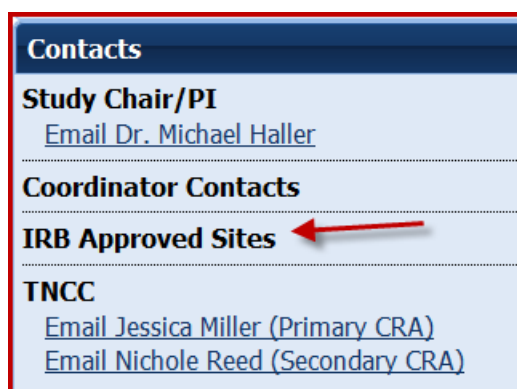 Contacts
Study Chair/PI
Email Dr. Michael Haller
Coordinator Contacts
IRB Approved Sites
TNCC
Email Jessica Miller (Primary CRA)
Email Nichole Reed (Secondary CRA)